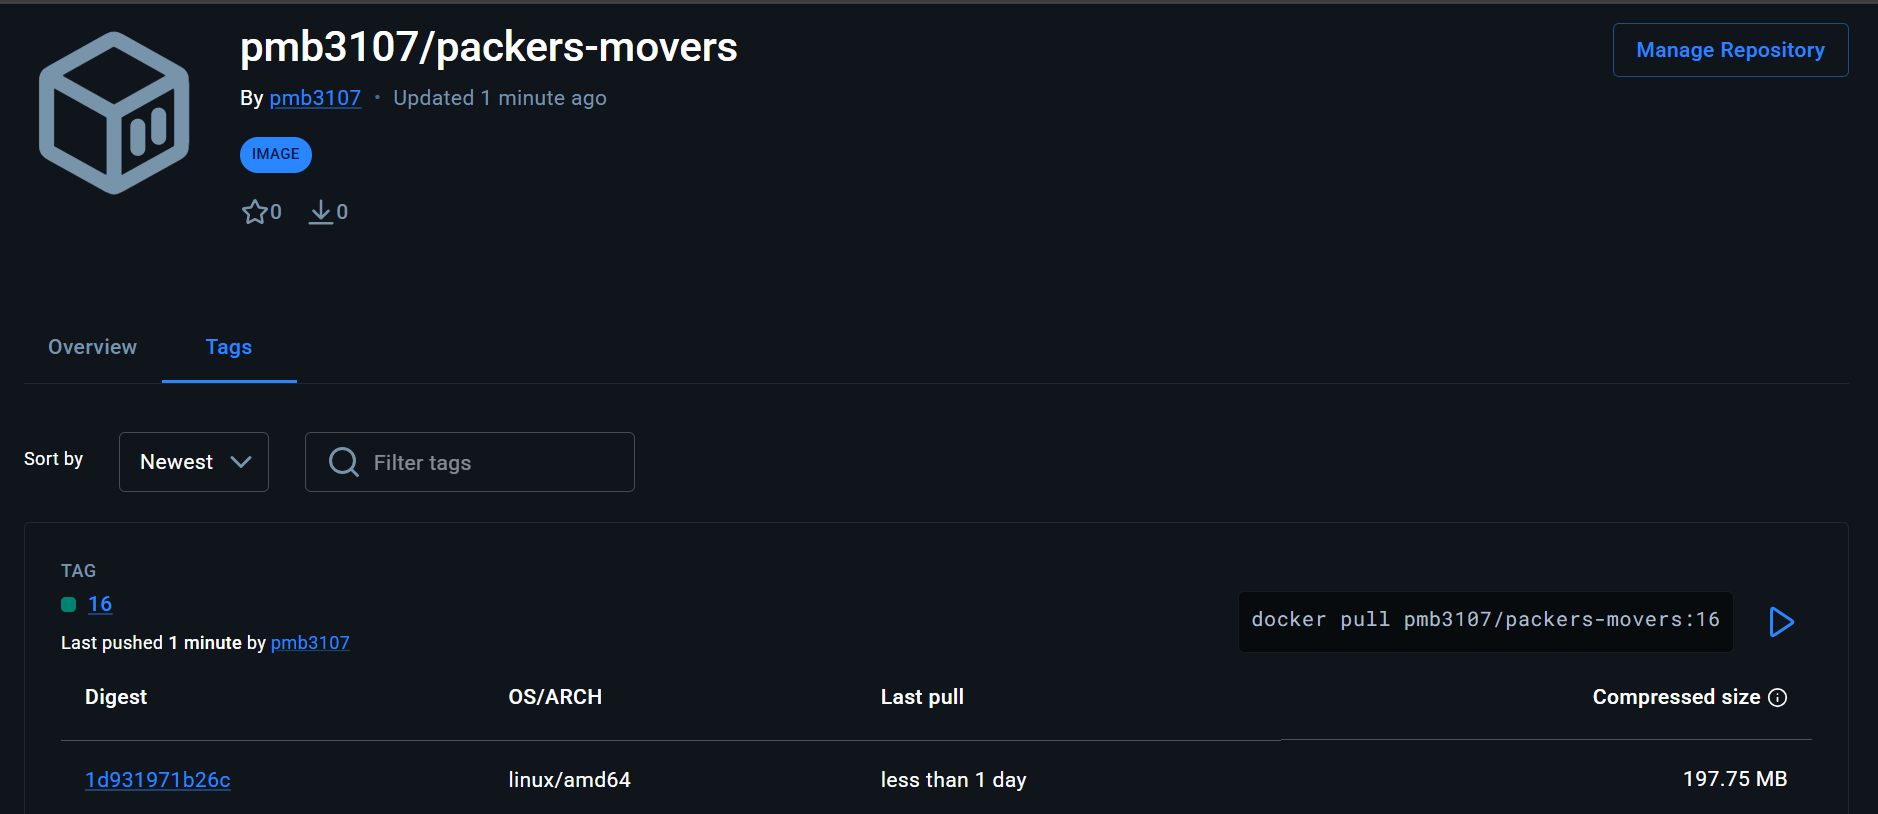 pmb3107/packers-movers
Manage Repository
By pmb3107 · Updated 1 minute ago
IMAGE
0 0
Overview Tags
Sort by Newest Filter tags
TAG
16
docker pull pmb3107/packers-movers:16
Last pushed 1 minute by pmb3107
Digest OS/ARCH Last pull Compressed size
1d931971b26c linux/amd64 less than 1 day 197.75 MB